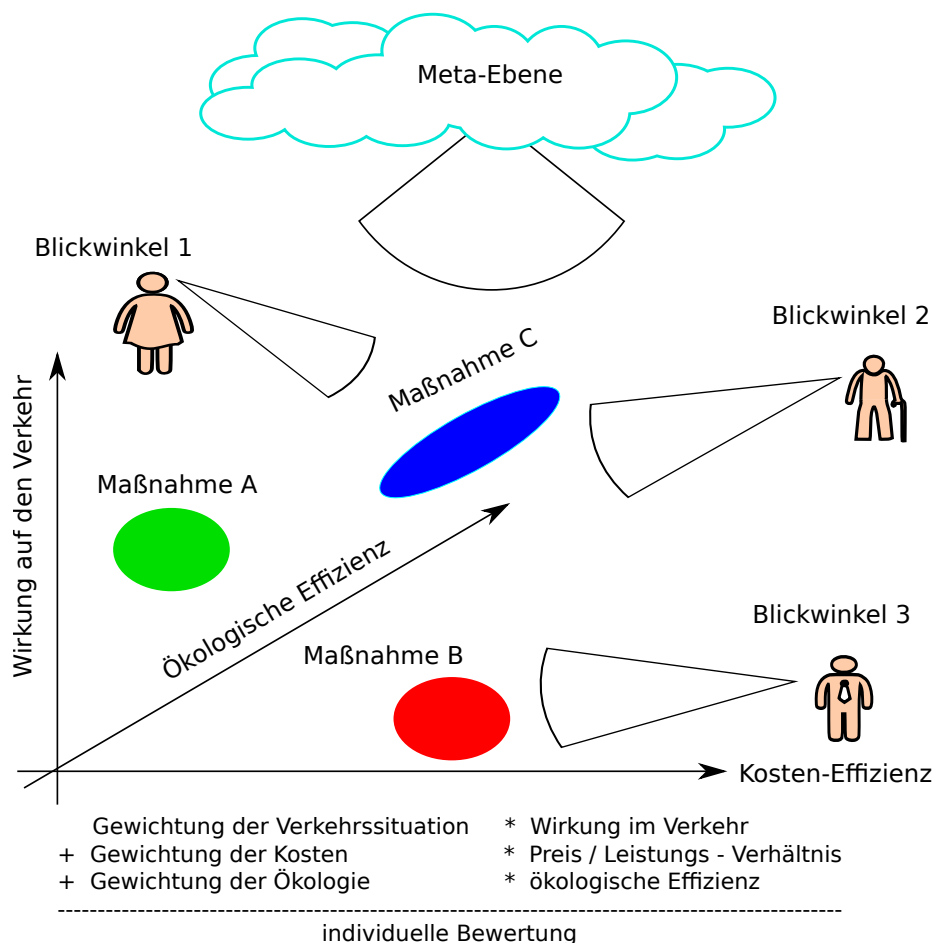 Meta-Ebene
Blickwinkel 1
Blickwinkel 2
Maßnahme C
Wirkung auf den Verkehr
Maßnahme A
Ökologische Effizienz
Blickwinkel 3
Maßnahme B
Kosten-Effizienz
Gewichtung der Verkehrssituation * Wirkung im Verkehr
+ Gewichtung der Kosten * Preis / Leistungs - Verhältnis
+ Gewichtung der Ökologie * ökologische Effizienz
--------------------------------------------------------------------------------------------------
individuelle Bewertung